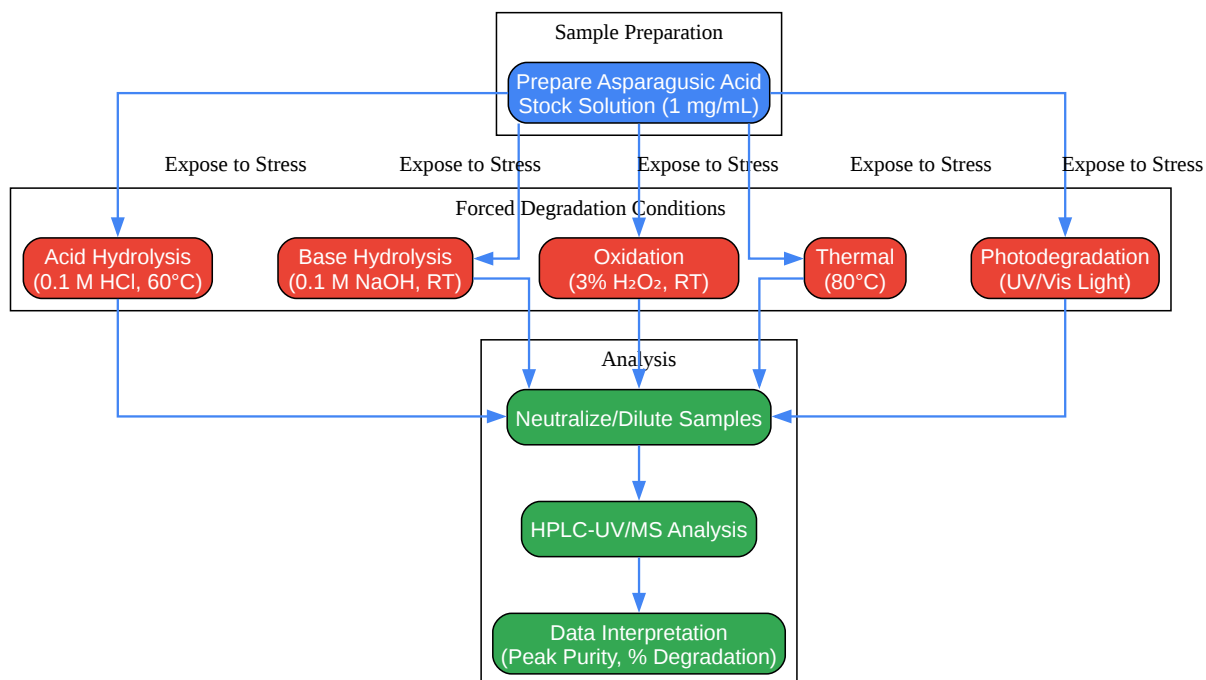 Sample Preparation
Prepare Asparagusic Acid
Stock Solution (1 mg/mL)
Expose to Stress
Expose to Stress
Expose to Stress
Expose to Stress
Expose to Stress
Forced Degradation Conditions
Acid Hydrolysis
(0.1 M HCl, 60°C)
Base Hydrolysis
(0.1 M NaOH, RT)
Oxidation
(3% H₂O₂, RT)
Thermal
(80°C)
Photodegradation
(UV/Vis Light)
Analysis
Neutralize/Dilute Samples
HPLC-UV/MS Analysis
Data Interpretation
(Peak Purity, % Degradation)